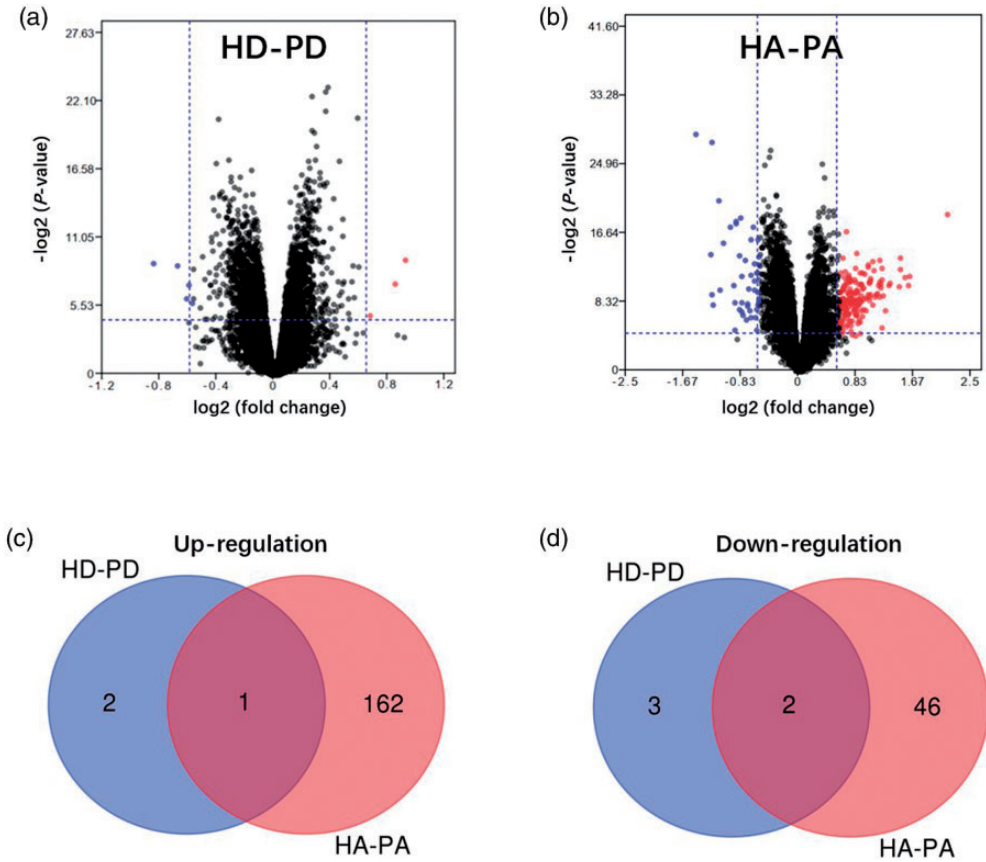 (a)
HD-PD
27.63
22.10
16.58
11.05
5.53
0
-log2 (P-value)
-1.2
-0.8
-0.4
0
0.4
0.8
1.2
log2 (fold change)
(b)
HA-PA
41.60
33.28
24.96
16.64
8.32
0
-log2 (P-value)
-2.5
-1.67
-0.83
0
0.83
1.67
2.5
log2 (fold change)
(c)
Up-regulation
HD-PD
2
1
162
HA-PA
(d)
Down-regulation
HD-PD
3
2
46
HA-PA